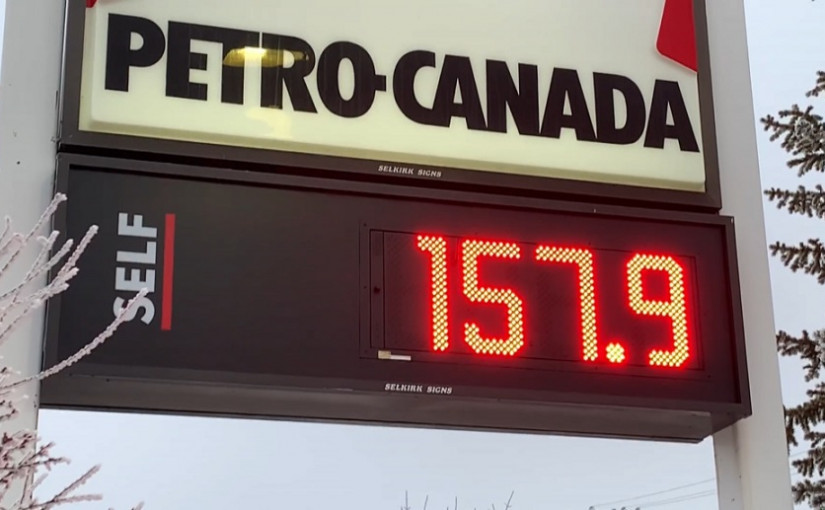 PETRO-CANADA
SELKIRK SIGNS
SELF
157.9
SELKIRK SIGNS